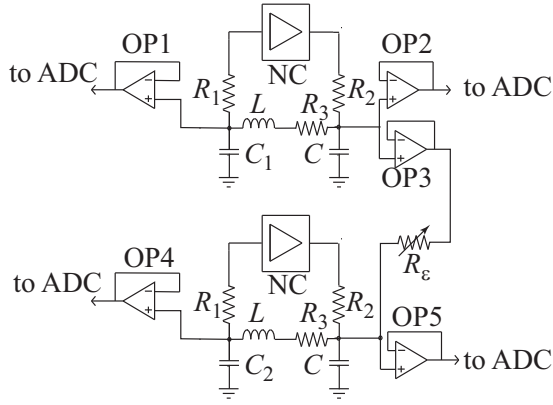 OP1
OP2
to ADC
NC
to ADC
R₁
L
R₃
R₂
C₁
C
OP3
Rε
OP4
to ADC
NC
R₁
L
R₃
R₂
OP5
C₂
C
to ADC